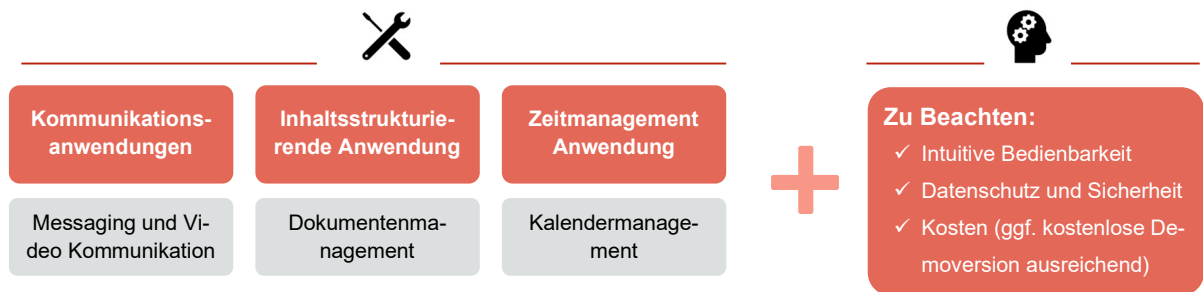 Kommunikations-
anwendungen
Inhaltsstrukturie-
rende Anwendung
Zeitmanagement
Anwendung
Messaging und Vi-
deo Kommunikation
Dokumentenma-
nagement
Kalendermanage-
ment
Zu Beachten:
✓ Intuitive Bedienbarkeit
✓ Datenschutz und Sicherheit
✓ Kosten (ggf. kostenlose De-
moversion ausreichend)